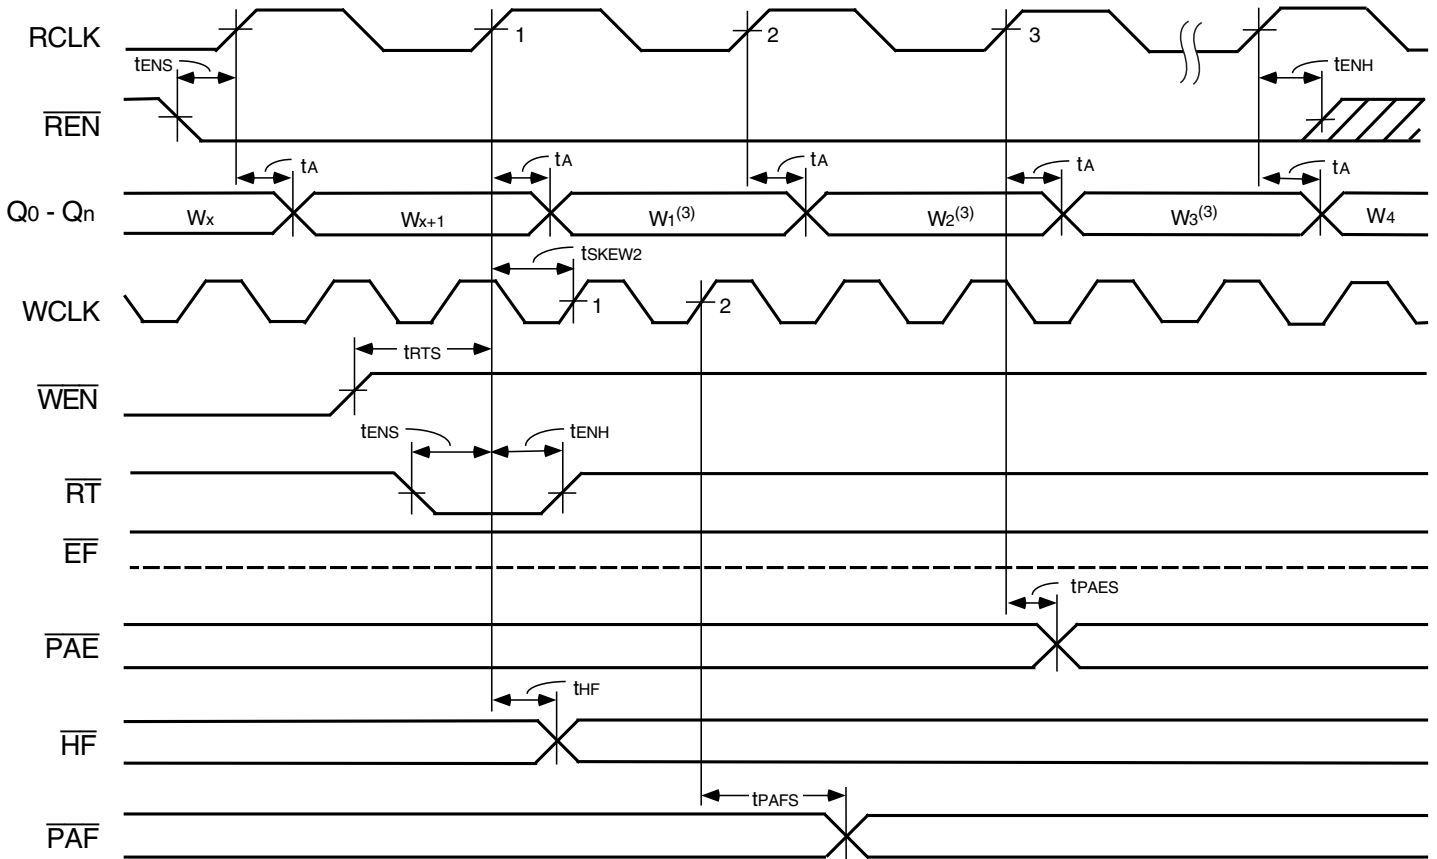 RCLK 1 2 3
tENS tENH
REN
tA tA tA tA tA
Q0 - Qn Wx Wx+1 W1(3) W2(3) W3(3) W4
tSKEW2
WCLK 1 2
tRTS
WEN
tENS tENH
RT
EF
tPAES
PAE
tHF
HF
tPAFS
PAF